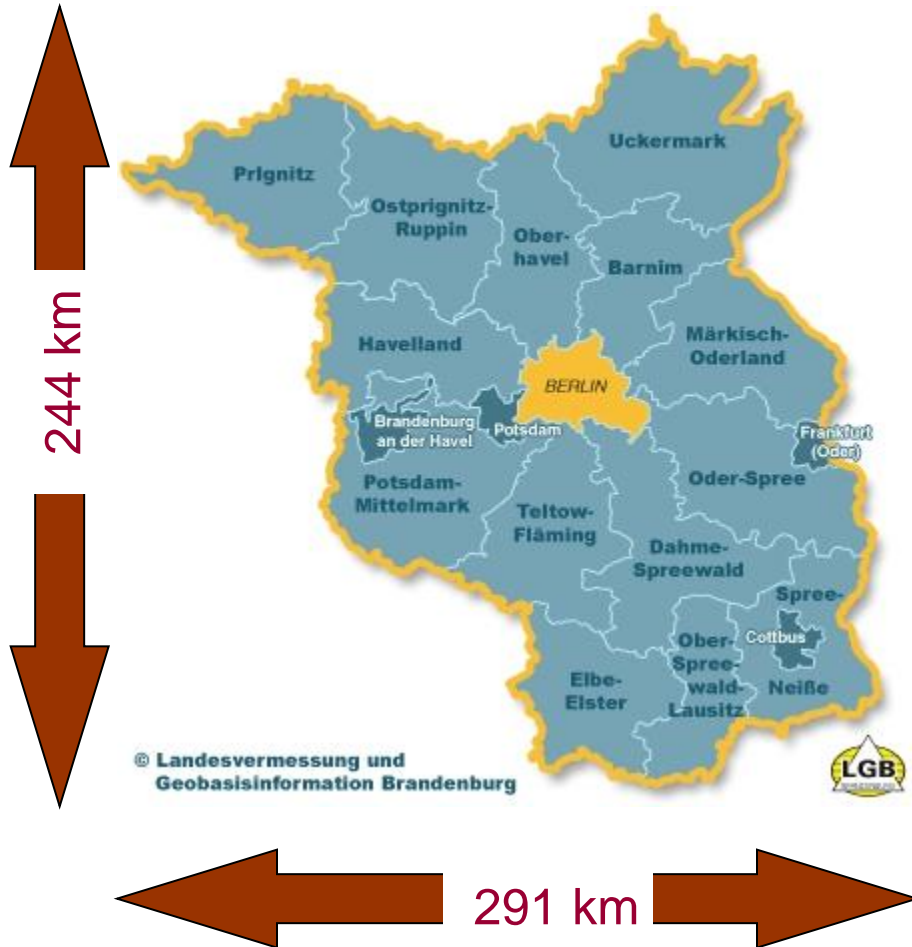 Uckermark
Prignitz
Ostprignitz-
Ruppin
Ober-
havel
Barnim
244 km
Havelland
Märkisch-
Oderland
BERLIN
Brandenburg
an der Havel
Potsdam
Frankfurt
(Oder)
Potsdam-
Mittelmark
Oder-Spree
Teltow-
Fläming
Dahme-
Spreewald
Spree-
Neiße
Cottbus
Ober-
Spree-
wald-
Lausitz
Elbe-
Elster
© Landesvermessung und
Geobasisinformation Brandenburg
LGB
291 km